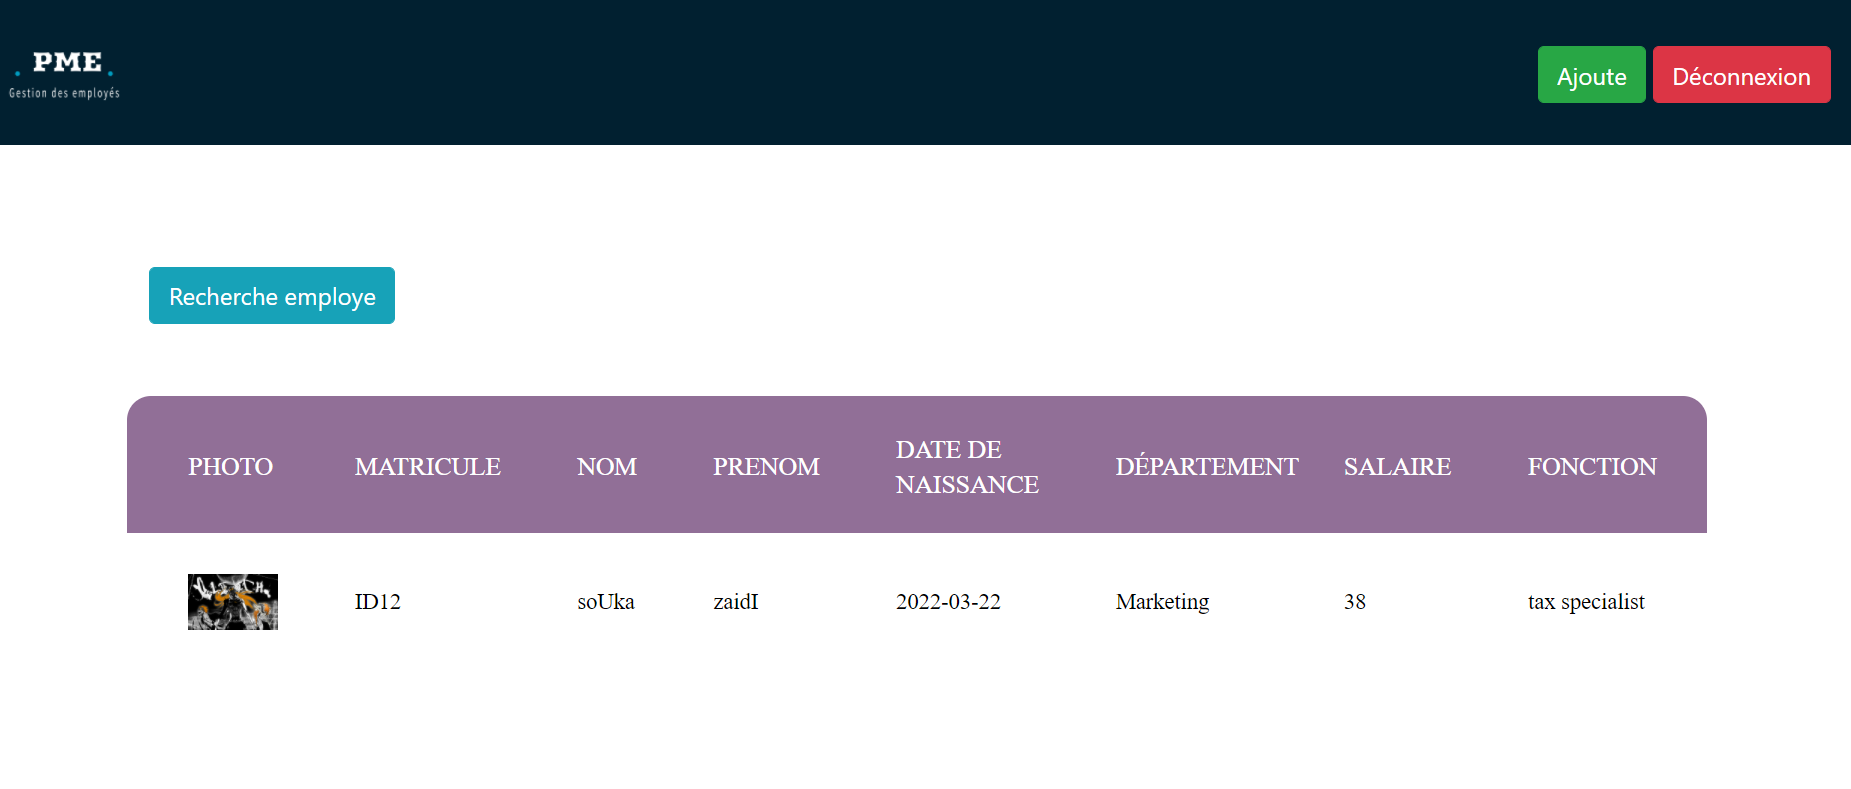 PME
Gestion des employés
Ajoute
Déconnexion
Recherche employe
PHOTO
MATRICULE
NOM
PRENOM
DATE DE
NAISSANCE
DÉPARTEMENT
SALAIRE
FONCTION
ID12
soUka
zaidI
2022-03-22
Marketing
38
tax specialist